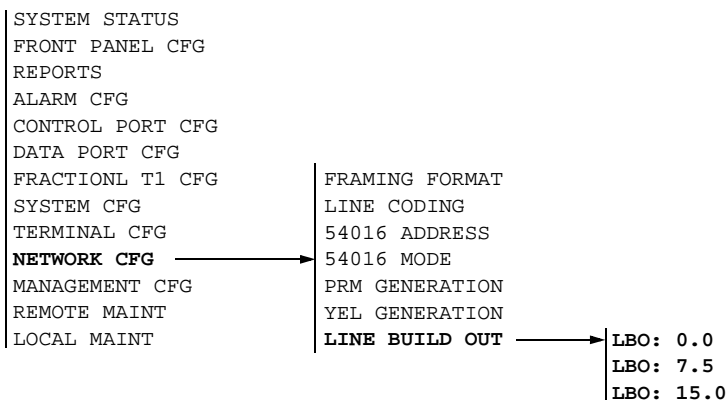 SYSTEM STATUS
FRONT PANEL CFG
REPORTS
ALARM CFG
CONTROL PORT CFG
DATA PORT CFG
FRACTIONL T1 CFG
SYSTEM CFG
TERMINAL CFG
NETWORK CFG
MANAGEMENT CFG
REMOTE MAINT
LOCAL MAINT
FRAMING FORMAT
LINE CODING
54016 ADDRESS
54016 MODE
PRM GENERATION
YEL GENERATION
LINE BUILD OUT
LBO: 0.0
LBO: 7.5
LBO: 15.0